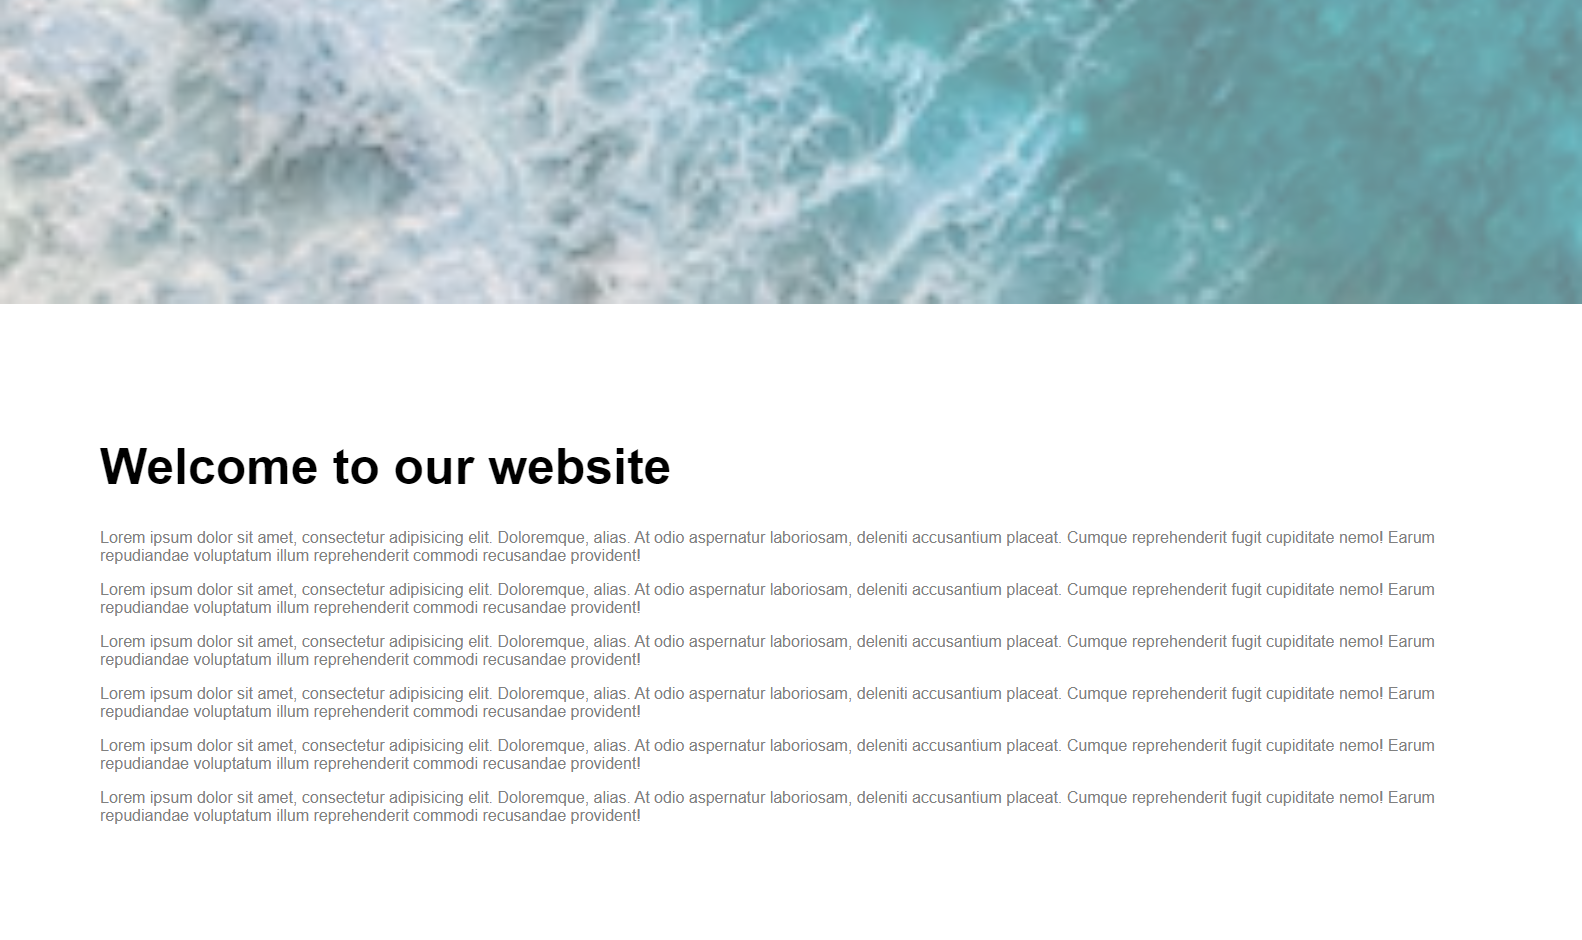 Welcome to our website
Lorem ipsum dolor sit amet, consectetur adipisicing elit. Doloremque, alias. At odio aspernatur laboriosam, deleniti accusantium placeat. Cumque reprehenderit fugit cupiditate nemo! Earum
repudiandae voluptatum illum reprehenderit commodi recusandae provident!
Lorem ipsum dolor sit amet, consectetur adipisicing elit. Doloremque, alias. At odio aspernatur laboriosam, deleniti accusantium placeat. Cumque reprehenderit fugit cupiditate nemo! Earum
repudiandae voluptatum illum reprehenderit commodi recusandae provident!
Lorem ipsum dolor sit amet, consectetur adipisicing elit. Doloremque, alias. At odio aspernatur laboriosam, deleniti accusantium placeat. Cumque reprehenderit fugit cupiditate nemo! Earum
repudiandae voluptatum illum reprehenderit commodi recusandae provident!
Lorem ipsum dolor sit amet, consectetur adipisicing elit. Doloremque, alias. At odio aspernatur laboriosam, deleniti accusantium placeat. Cumque reprehenderit fugit cupiditate nemo! Earum
repudiandae voluptatum illum reprehenderit commodi recusandae provident!
Lorem ipsum dolor sit amet, consectetur adipisicing elit. Doloremque, alias. At odio aspernatur laboriosam, deleniti accusantium placeat. Cumque reprehenderit fugit cupiditate nemo! Earum
repudiandae voluptatum illum reprehenderit commodi recusandae provident!
Lorem ipsum dolor sit amet, consectetur adipisicing elit. Doloremque, alias. At odio aspernatur laboriosam, deleniti accusantium placeat. Cumque reprehenderit fugit cupiditate nemo! Earum
repudiandae voluptatum illum reprehenderit commodi recusandae provident!